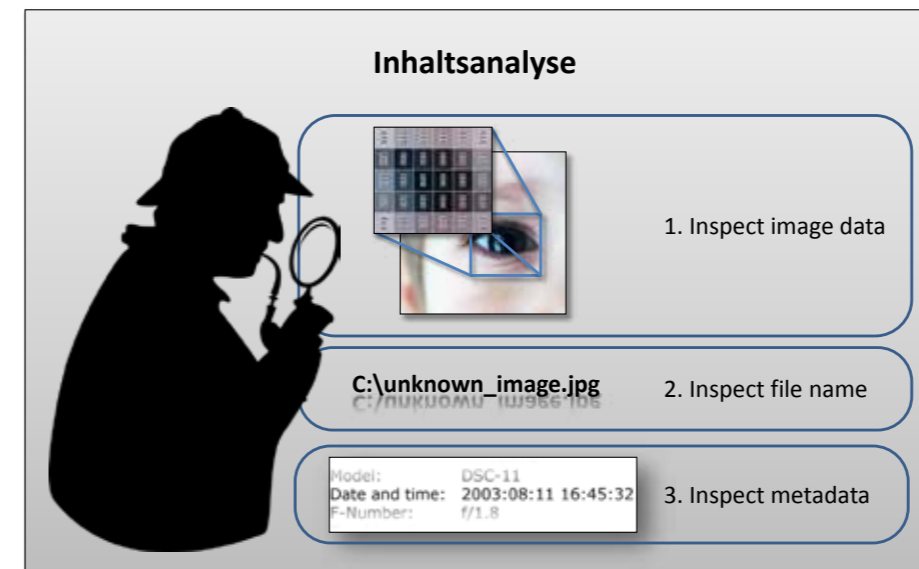 Inhaltsanalyse
1. Inspect image data
C:\unknown_image.jpg
2. Inspect file name
Model: DSC-11
Date and time: 2003:08:11 16:45:32
F-Number: f/1.8
3. Inspect metadata